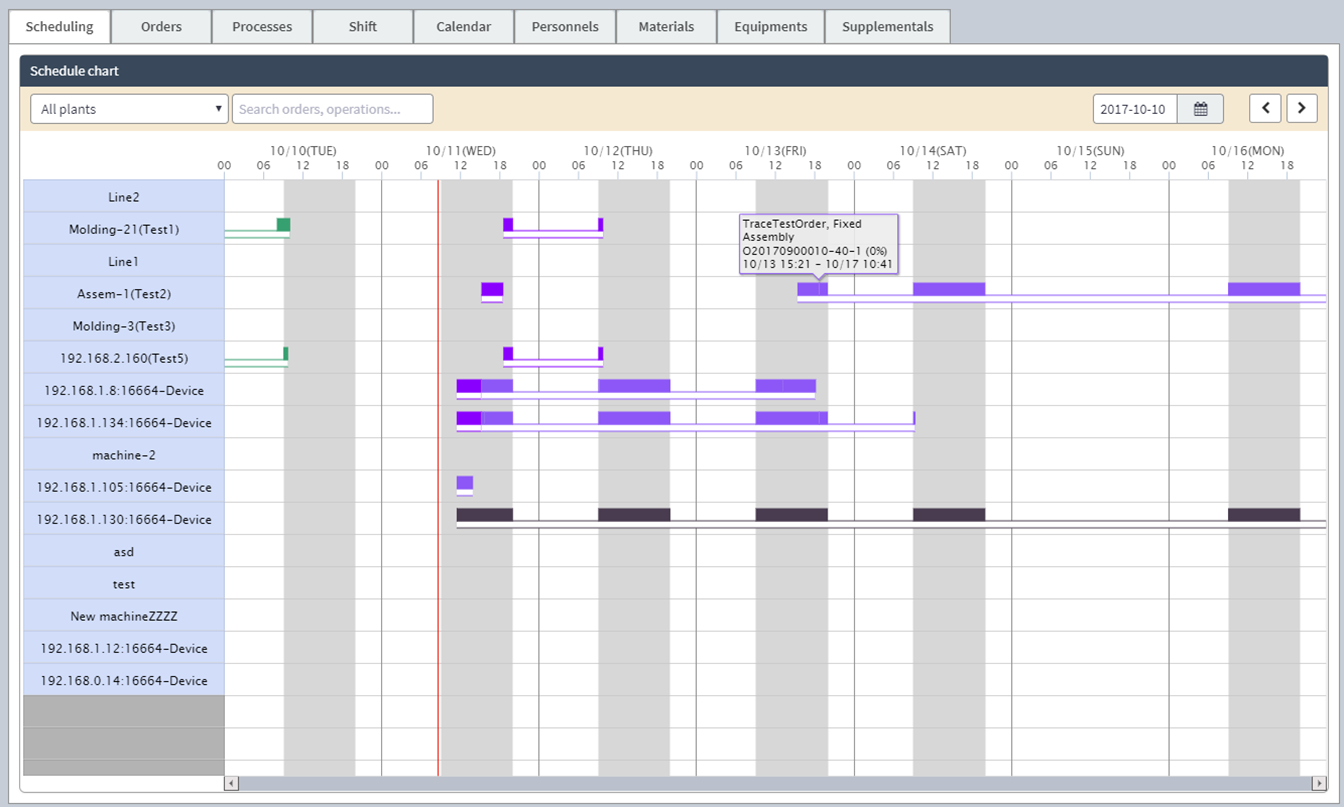 Scheduling Orders Processes Shift Calendar Personnels Materials Equipments Supplementals
Schedule chart
All plants Search orders, operations... 2017-10-10
10/10(TUE) 10/11(WED) 10/12(THU) 10/13(FRI) 10/14(SAT) 10/15(SUN) 10/16(MON)
00 06 12 18 00 06 12 18 00 06 12 18 00 06 12 18 00 06 12 18 00 06 12 18 00 06 12 18
Line2
Molding-21(Test1)
TraceTestOrder, Fixed
Assembly
O20170900010-40-1 (0%)
10/13 15:21 - 10/17 10:41
Line1
Assem-1(Test2)
Molding-3(Test3)
192.168.2.160(Test5)
192.168.1.8:16664-Device
192.168.1.134:16664-Device
machine-2
192.168.1.105:16664-Device
192.168.1.130:16664-Device
asd
test
New machineZZZZ
192.168.1.12:16664-Device
192.168.0.14:16664-Device